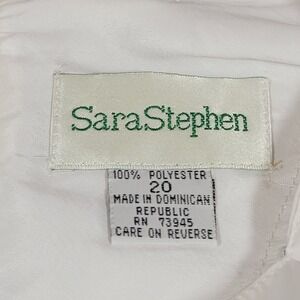 SaraStephen
100% POLYESTER
20
MADE IN DOMINICAN
REPUBLIC
RN 73945
CARE ON REVERSE